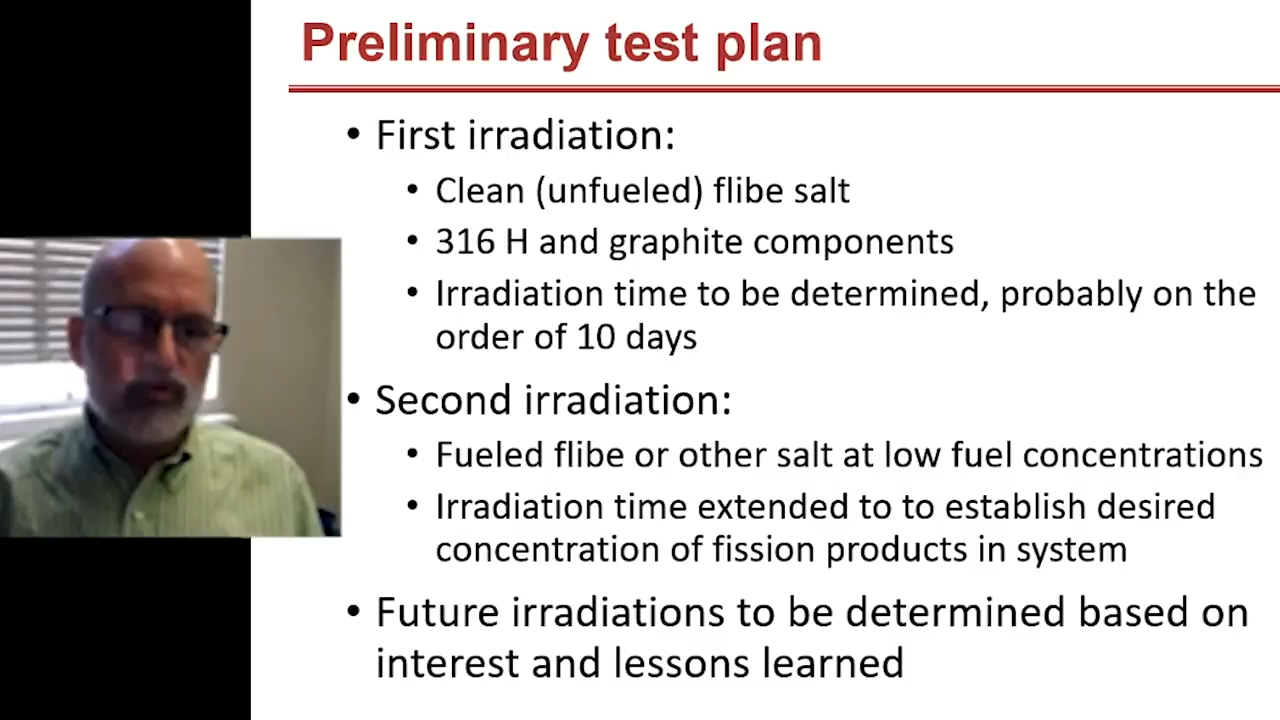 Preliminary test plan
• First irradiation:
• Clean (unfueled) flibe salt
• 316 H and graphite components
• Irradiation time to be determined, probably on the
order of 10 days
• Second irradiation:
• Fueled flibe or other salt at low fuel concentrations
• Irradiation time extended to to establish desired
concentration of fission products in system
• Future irradiations to be determined based on
interest and lessons learned